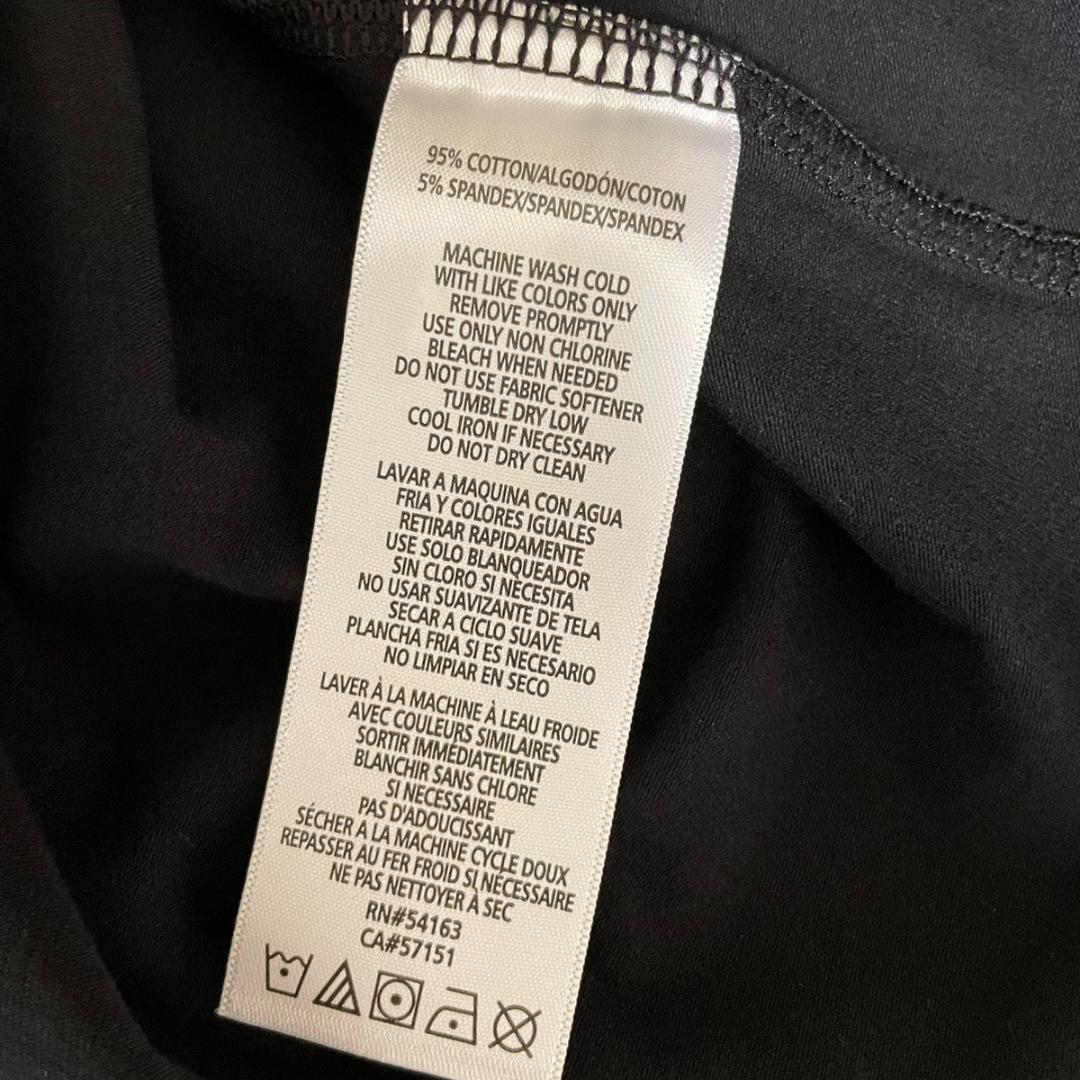 95% COTTON/ALGODÓN/COTON
5% SPANDEX/SPANDEX/SPANDEX
MACHINE WASH COLD
WITH LIKE COLORS ONLY
REMOVE PROMPTLY
USE ONLY NON CHLORINE
BLEACH WHEN NEEDED
DO NOT USE FABRIC SOFTENER
TUMBLE DRY LOW
COOL IRON IF NECESSARY
DO NOT DRY CLEAN
LAVAR A MAQUINA CON AGUA
FRIA Y COLORES IGUALES
RETIRAR RAPIDAMENTE
USE SOLO BLANQUEADOR
SIN CLORO SI NECESITA
NO USAR SUAVIZANTE DE TELA
SECAR A CICLO SUAVE
PLANCHA FRIA SI ES NECESARIO
NO LIMPIAR EN SECO
LAVER À LA MACHINE À LEAU FROIDE
AVEC COULEURS SIMILAIRES
SORTIR IMMÉDIATEMENT
BLANCHIR SANS CHLORE
SI NECESSAIRE
PAS D'ADOUCISSANT
SÉCHER À LA MACHINE CYCLE DOUX
REPASSER AU FER FROID SI NECESSAIRE
NE PAS NETTOYER À SEC
RN#54163
CA#57151